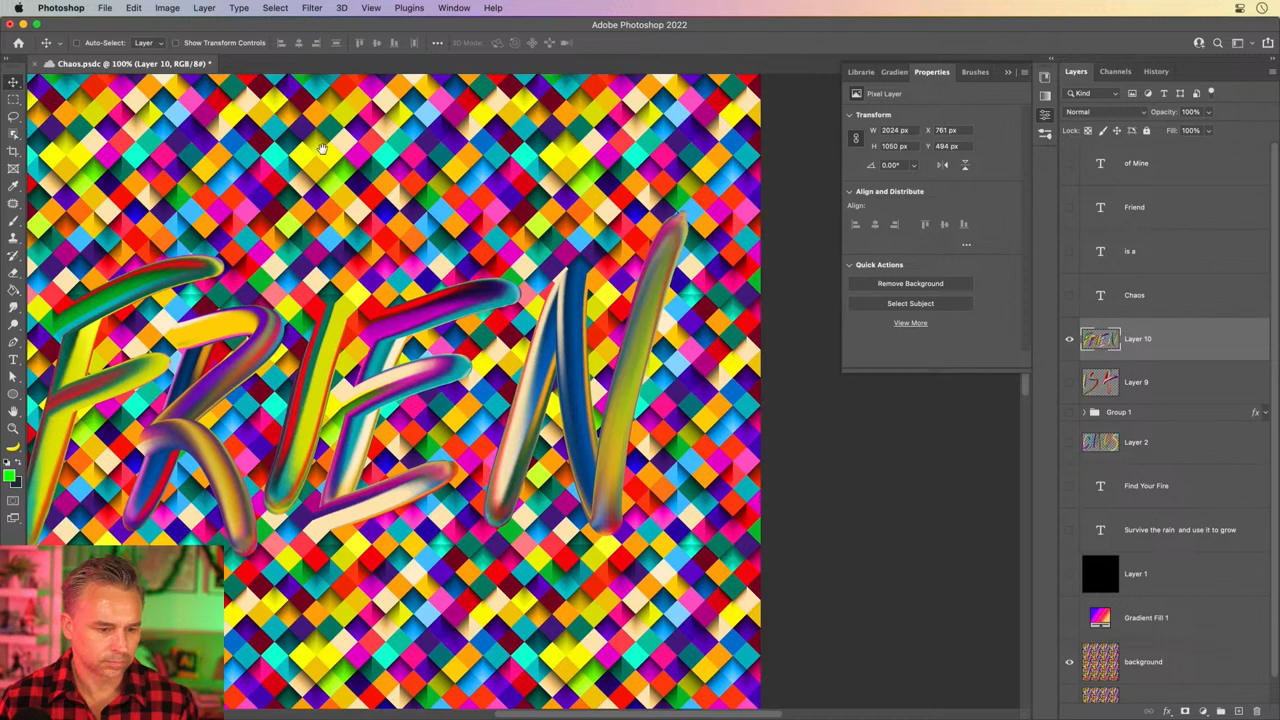 Photoshop File Edit Image Layer Type Select Filter 3D View Plugins Window Help
Adobe Photoshop 2022
Auto-Select: Layer Show Transform Controls 3D Mode:
Chaos.psdc @ 100% (Layer 10, RGB/8#) *
Librarie Gradien Properties Brushes
Pixel Layer
Transform
W 2024 px X 761 px
H 1050 px Y 494 px
0.00°
Align and Distribute
Align:
Quick Actions
Remove Background
Select Subject
View More
Layers Channels History
Kind
Normal Opacity: 100%
Lock: Fill: 100%
T of Mine
T Friend
T is a
T Chaos
Layer 10
Layer 9
Group 1 fx
Layer 2
T Find Your Fire
T Survive the rain and use it to grow
Layer 1
Gradient Fill 1
background
fx
FRIEN